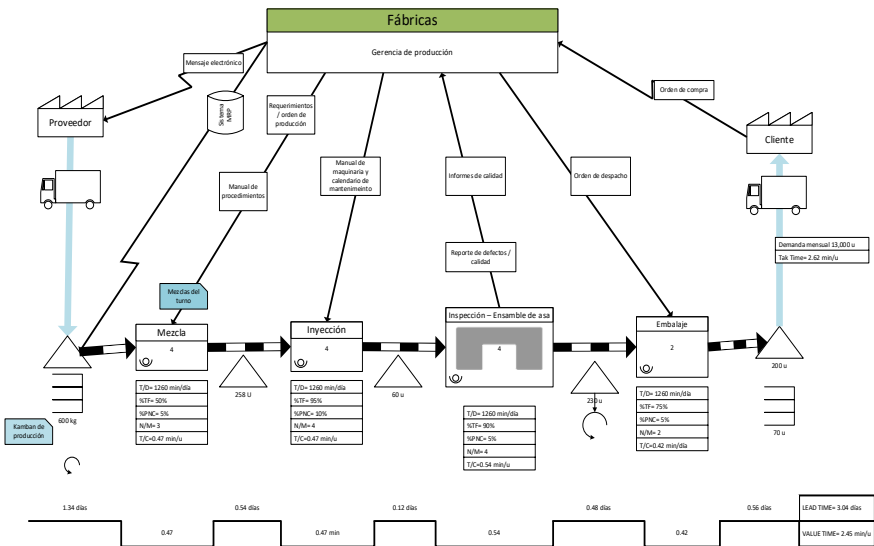 Fábricas
Gerencia de producción
Mensaje electrónico
Sistema
MRP
Requerimientos
/ orden de
producción
Manual de
maquinaria y
calendario de
mantenimeinto
Informes de calidad
Orden de despacho
Orden de compra
Proveedor
Cliente
Manual de
procedimientos
Reporte de defectos /
calidad
Demanda mensual 13,000 u
Tak Time= 2.62 min/u
Mezclas del
turno
Mezcla
4
Inyección
4
Inspección – Ensamble de asa
4
Embalaje
2
600 kg
258 U
60 u
230 u
200 u
70 u
Kamban de
producción
T/D= 1260 min/día
%TF= 50%
%PNC= 5%
N/M= 3
T/C=0.47 min/u
T/D= 1260 min/día
%TF= 95%
%PNC= 10%
N/M= 4
T/C=0.47 min/u
T/D= 1260 min/día
%TF= 90%
%PNC= 5%
N/M= 4
T/C=0.54 min/u
T/D= 1260 min/día
%TF= 75%
%PNC= 5%
N/M= 2
T/C=0.42 min/día
1.34 días
0.54 días
0.12 días
0.48 días
0.56 días
LEAD TIME= 3.04 días
0.47
0.47 min
0.54
0.42
VALUE TIME= 2.45 min/u